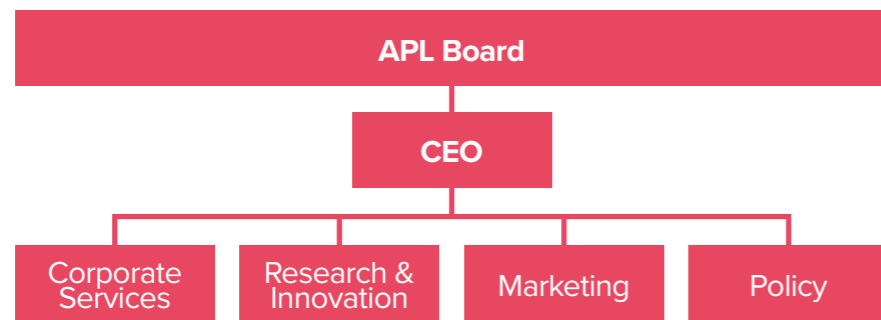 APL Board
CEO
Corporate
Services
Research &
Innovation
Marketing
Policy